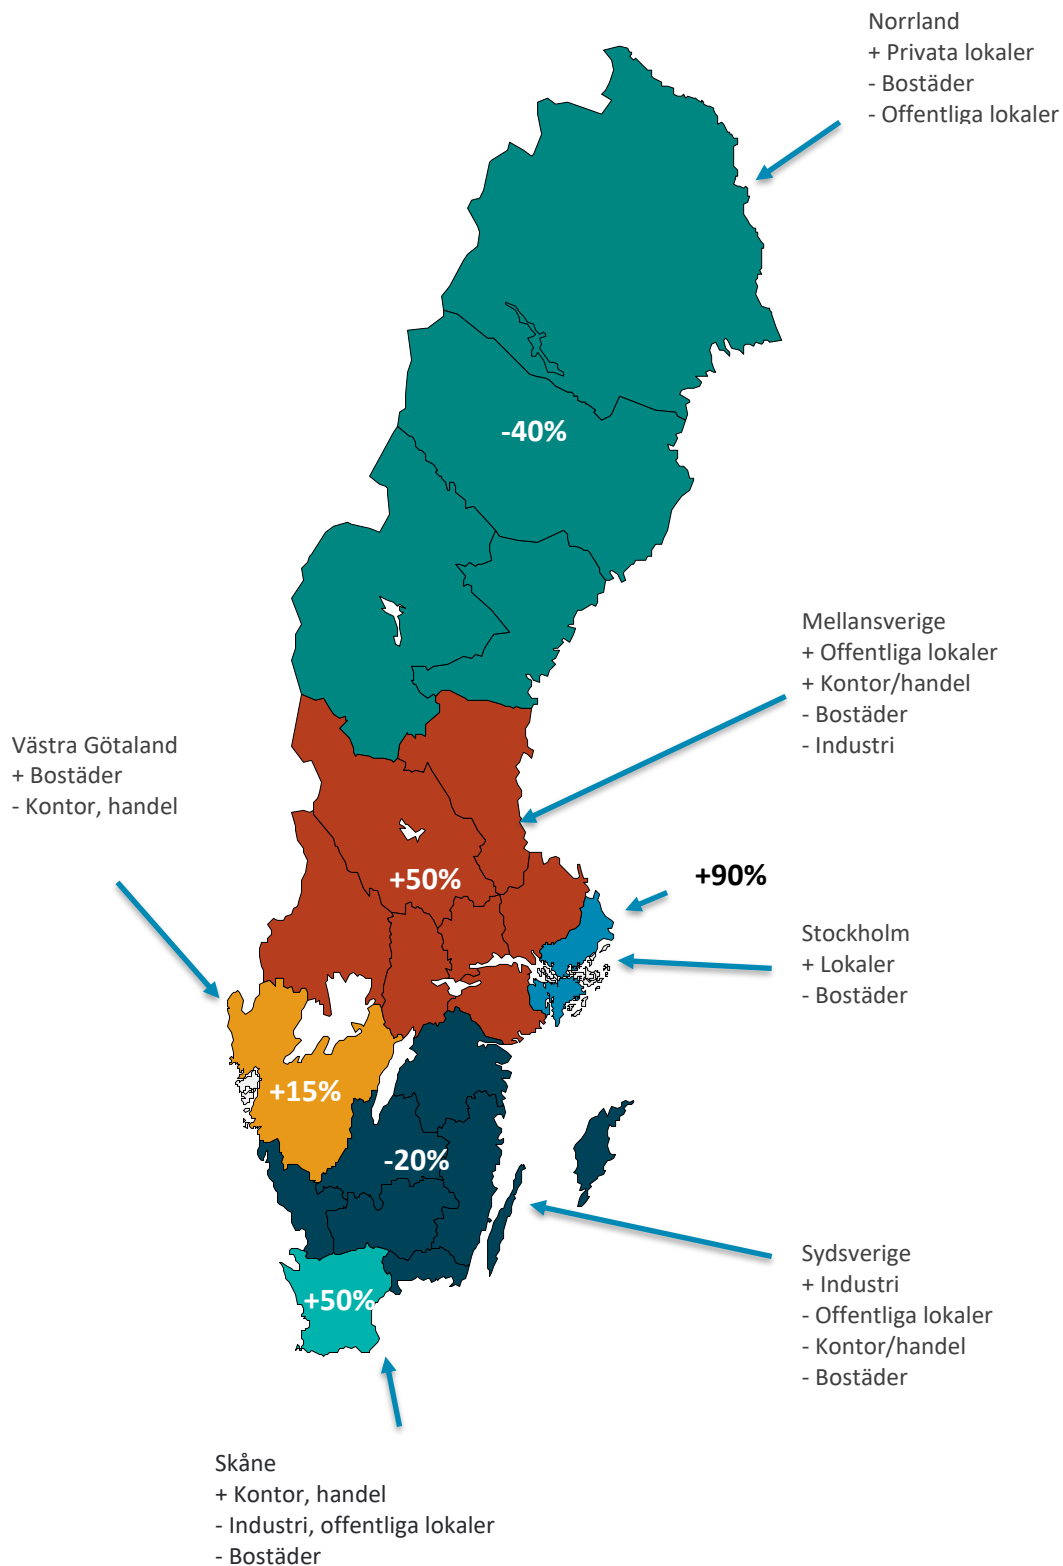 Norrland
+ Privata lokaler
- Bostäder
- Offentliga lokaler
-40%
Mellansverige
+ Offentliga lokaler
+ Kontor/handel
- Bostäder
- Industri
Västra Götaland
+ Bostäder
- Kontor, handel
+50%
+90%
Stockholm
+ Lokaler
- Bostäder
+15%
-20%
Sydsverige
+ Industri
- Offentliga lokaler
- Kontor/handel
- Bostäder
+50%
Skåne
+ Kontor, handel
- Industri, offentliga lokaler
- Bostäder